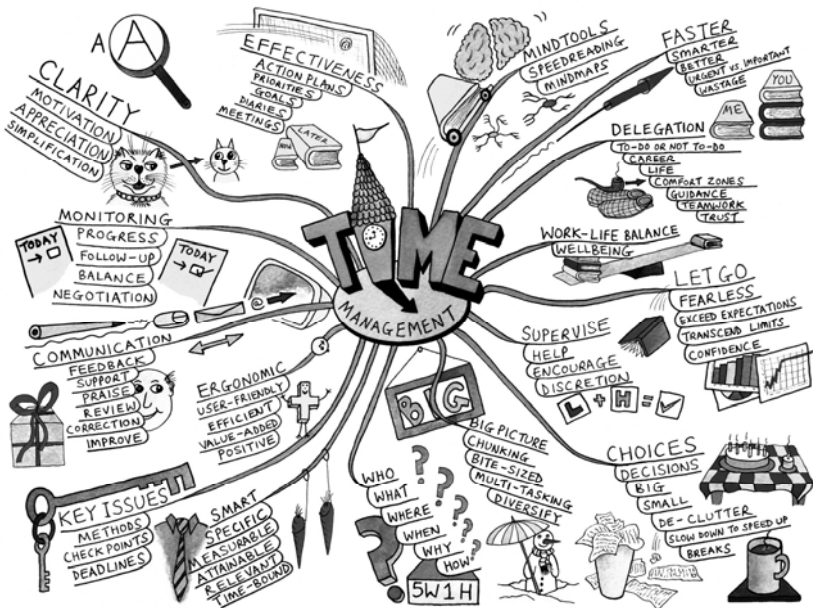 TIME
MANAGEMENT
A A
CLARITY
MOTIVATION
APPRECIATION
SIMPLIFICATION
EFFECTIVENESS
ACTION PLANS
PRIORITIES
GOALS
DIARIES
MEETINGS
NOW
LATER
MINDTOOLS
SPEEDREADING
MINDMAPS
FASTER
SMARTER
BETTER
URGENT VS. IMPORTANT
WASTAGE
ME
YOU
DELEGATION
TO-DO OR NOT TO-DO
CAREER
LIFE
COMFORT ZONES
GUIDANCE
TEAMWORK
TRUST
WORK-LIFE BALANCE
WELLBEING
LET GO
FEARLESS
EXCEED EXPECTATIONS
TRANSCEND LIMITS
CONFIDENCE
SUPERVISE
HELP
ENCOURAGE
DISCRETION
L + H = ✓
CHOICES
DECISIONS
BIG
SMALL
DE-CLUTTER
SLOW DOWN TO SPEED UP
BREAKS
BIG
BIG PICTURE
CHUNKING
BITE-SIZED
MULTI-TASKING
DIVERSIFY
WHO
WHAT
WHERE
WHEN
WHY
HOW
? ? ? ? ? ? ?
5W1H
SMART
SPECIFIC
MEASURABLE
ATTAINABLE
RELEVANT
TIME-BOUND
KEY ISSUES
METHODS
CHECK POINTS
DEADLINES
ERGONOMIC
USER-FRIENDLY
EFFICIENT
VALUE-ADDED
POSITIVE
COMMUNICATION
FEEDBACK
SUPPORT
PRAISE
REVIEW
CORRECTION
IMPROVE
@
MONITORING
PROGRESS
FOLLOW-UP
BALANCE
NEGOTIATION
TODAY
→ ☐
TODAY
→ ☑